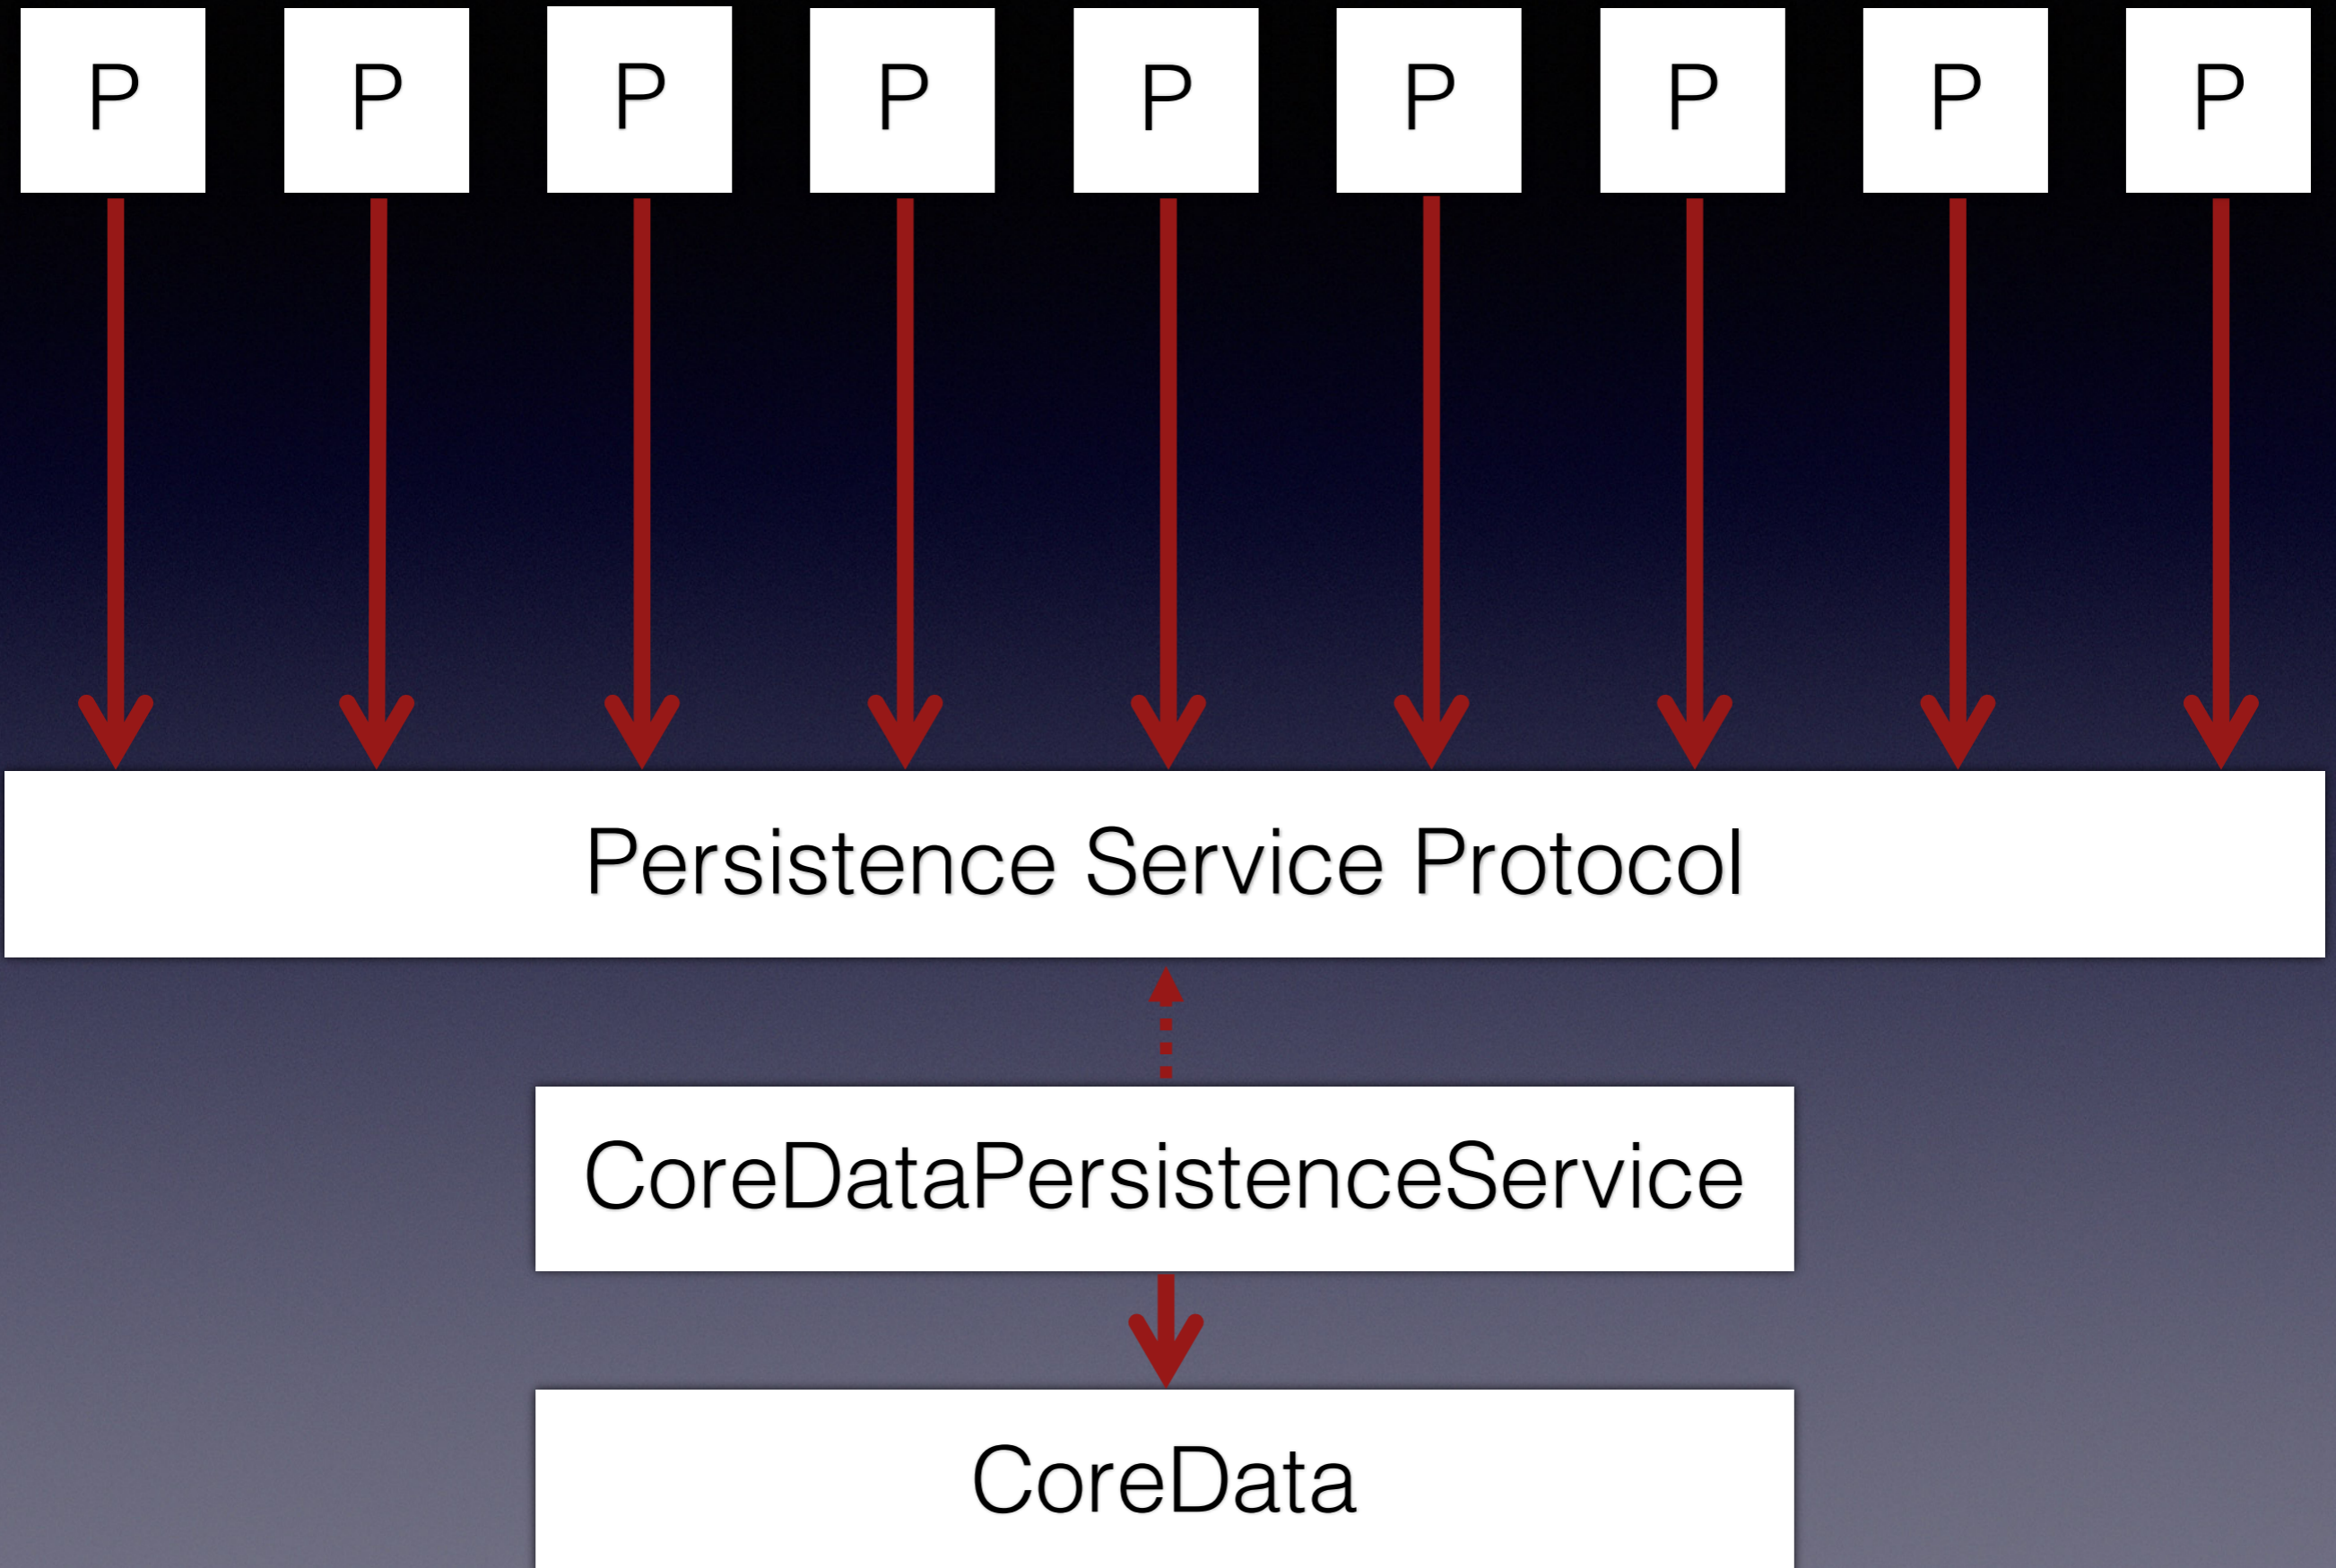 P P P P P P P P P
Persistence Service Protocol
CoreDataPersistenceService
CoreData